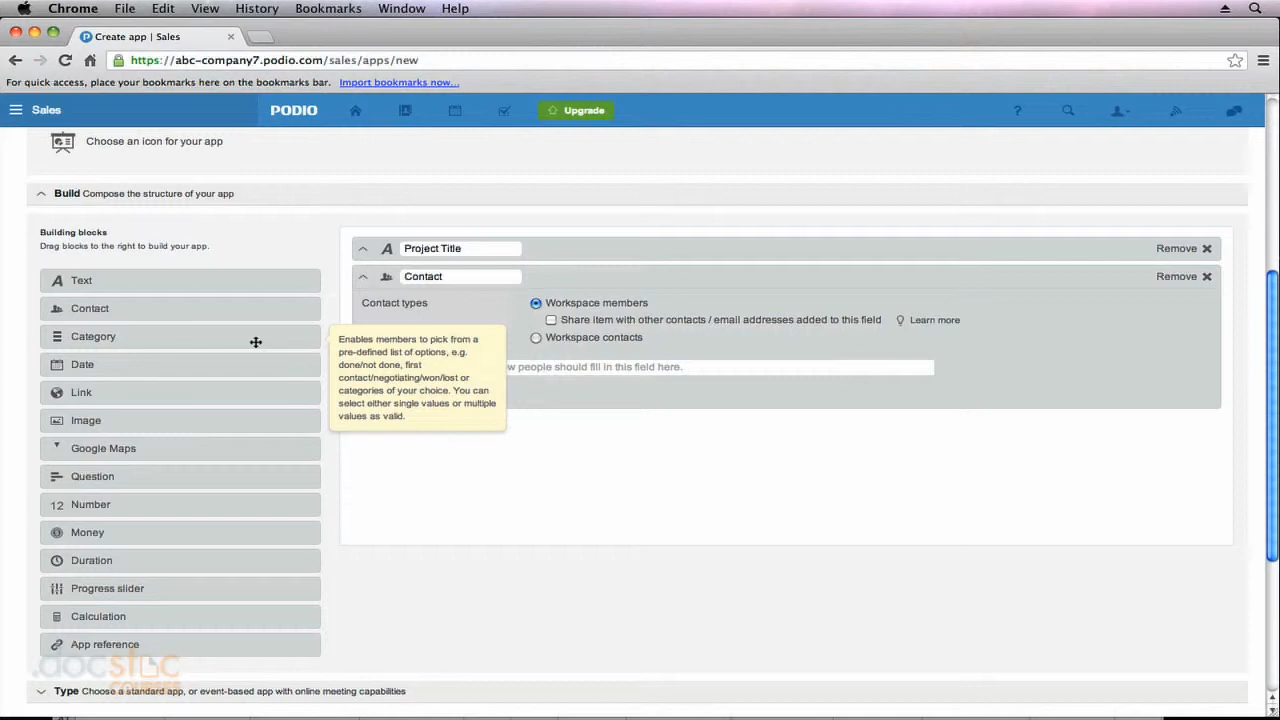 Chrome File Edit View History Bookmarks Window Help
Create app | Sales
https://abc-company7.podio.com/sales/apps/new
For quick access, place your bookmarks here on the bookmarks bar. Import bookmarks now...
Sales PODIO Upgrade ?
Choose an icon for your app
Build Compose the structure of your app
Building blocks
Drag blocks to the right to build your app.
A Text
Contact
Category
Date
Link
Image
Google Maps
Question
12 Number
Money
Duration
Progress slider
Calculation
App reference
A Project Title Remove
Contact Remove
Contact types Workspace members
Share item with other contacts / email addresses added to this field Learn more
Workspace contacts
people should fill in this field here.
Enables members to pick from a
pre-defined list of options, e.g.
done/not done, first
contact/negotiating/won/lost or
categories of your choice. You can
select either single values or multiple
values as valid.
.docstoc
COURSES
Type Choose a standard app, or event-based app with online meeting capabilities